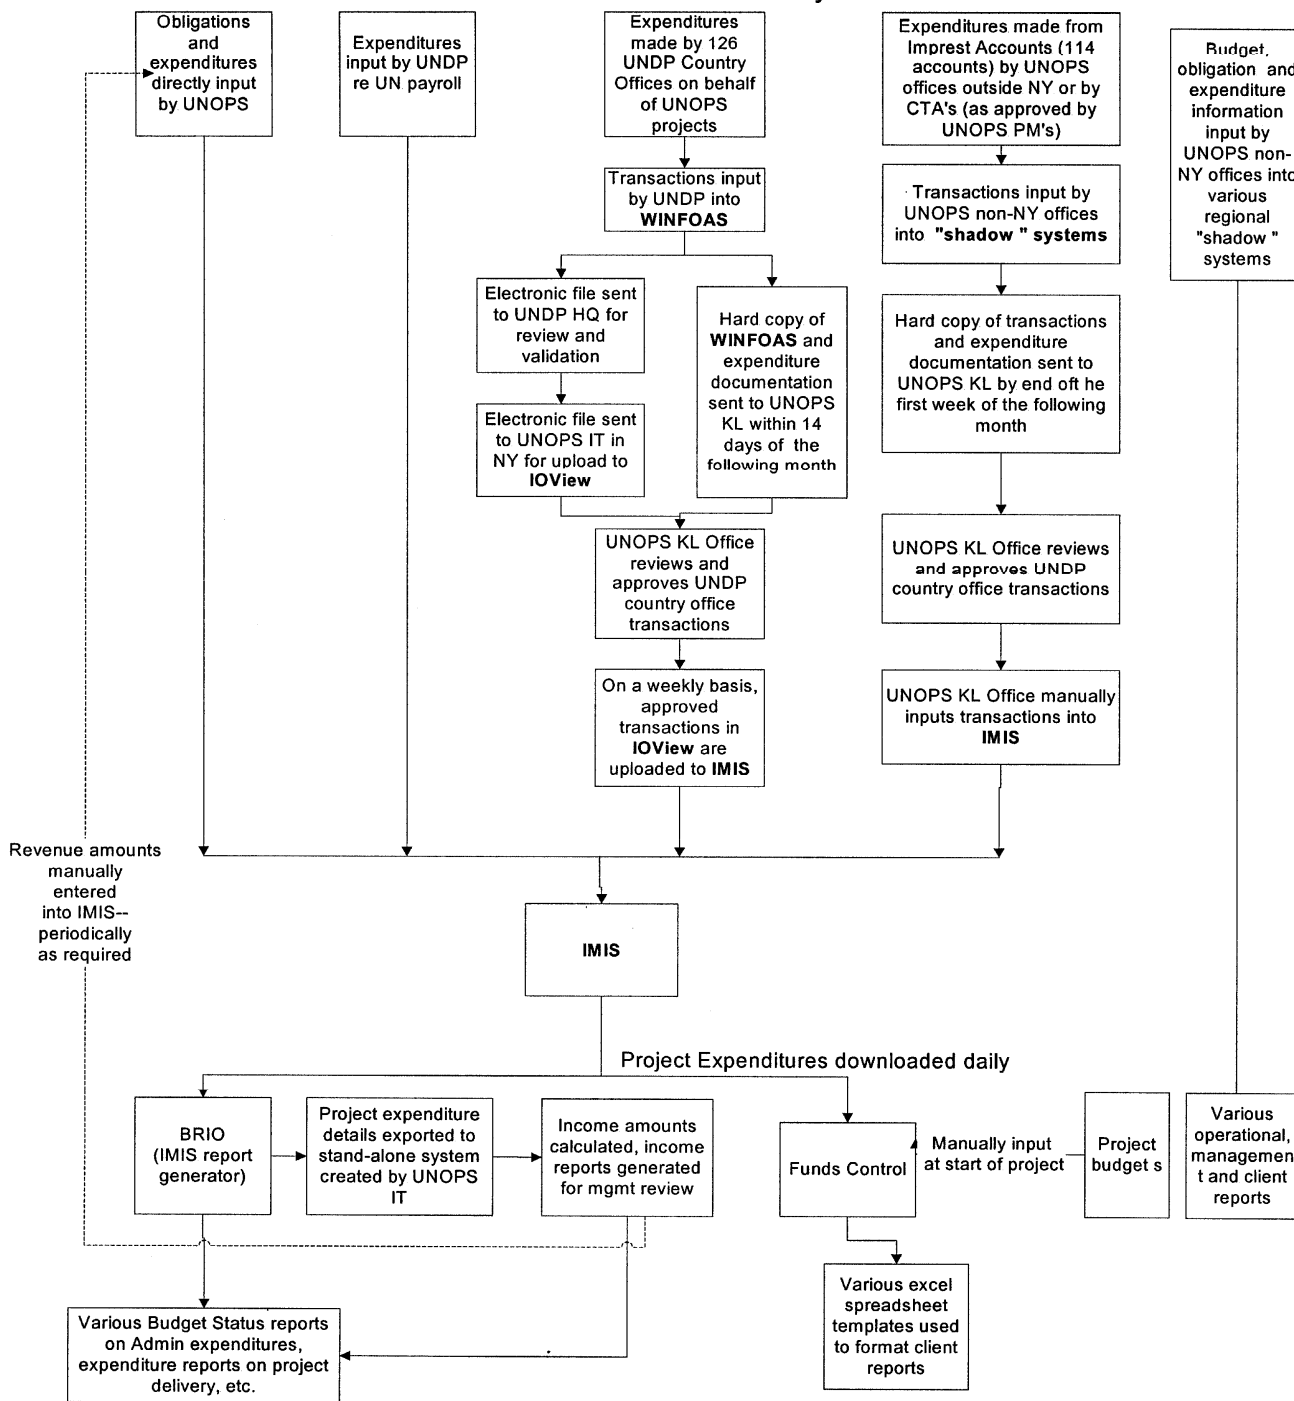 Obligations
and
expenditures
directly input
by UNOPS
Expenditures
input by UNDP
re UN payroll
Expenditures
made by 126
UNDP Country
Offices on behalf
of UNOPS
projects
Expenditures made from
Imprest Accounts (114
accounts) by UNOPS
offices outside NY or by
CTA's (as approved by
UNOPS PM's)
Budget,
obligation and
expenditure
information
input by
UNOPS non-
NY offices into
various
regional
"shadow "
systems
Transactions input
by UNDP into
WINFOAS
Transactions input by
UNOPS non-NY offices
into "shadow " systems
Electronic file sent
to UNDP HQ for
review and
validation
Hard copy of
WINFOAS and
expenditure
documentation
sent to UNOPS
KL within 14
days of the
following month
Hard copy of transactions
and expenditure
documentation sent to
UNOPS KL by end oft he
first week of the following
month
Electronic file sent
to UNOPS IT in
NY for upload to
IOView
UNOPS KL Office
reviews and
approves UNDP
country office
transactions
UNOPS KL Office reviews
and approves UNDP
country office transactions
On a weekly basis,
approved
transactions in
IOView are
uploaded to IMIS
UNOPS KL Office manually
inputs transactions into
IMIS
Revenue amounts
manually
entered
into IMIS--
periodically
as required
IMIS
Project Expenditures downloaded daily
BRIO
(IMIS report
generator)
Project expenditure
details exported to
stand-alone system
created by UNOPS
IT
Income amounts
calculated, income
reports generated
for mgmt review
Funds Control
Manually input
at start of project
Project
budget s
Various
operational,
managemen
t and client
reports
Various excel
spreadsheet
templates used
to format client
reports
Various Budget Status reports
on Admin expenditures,
expenditure reports on project
delivery, etc.